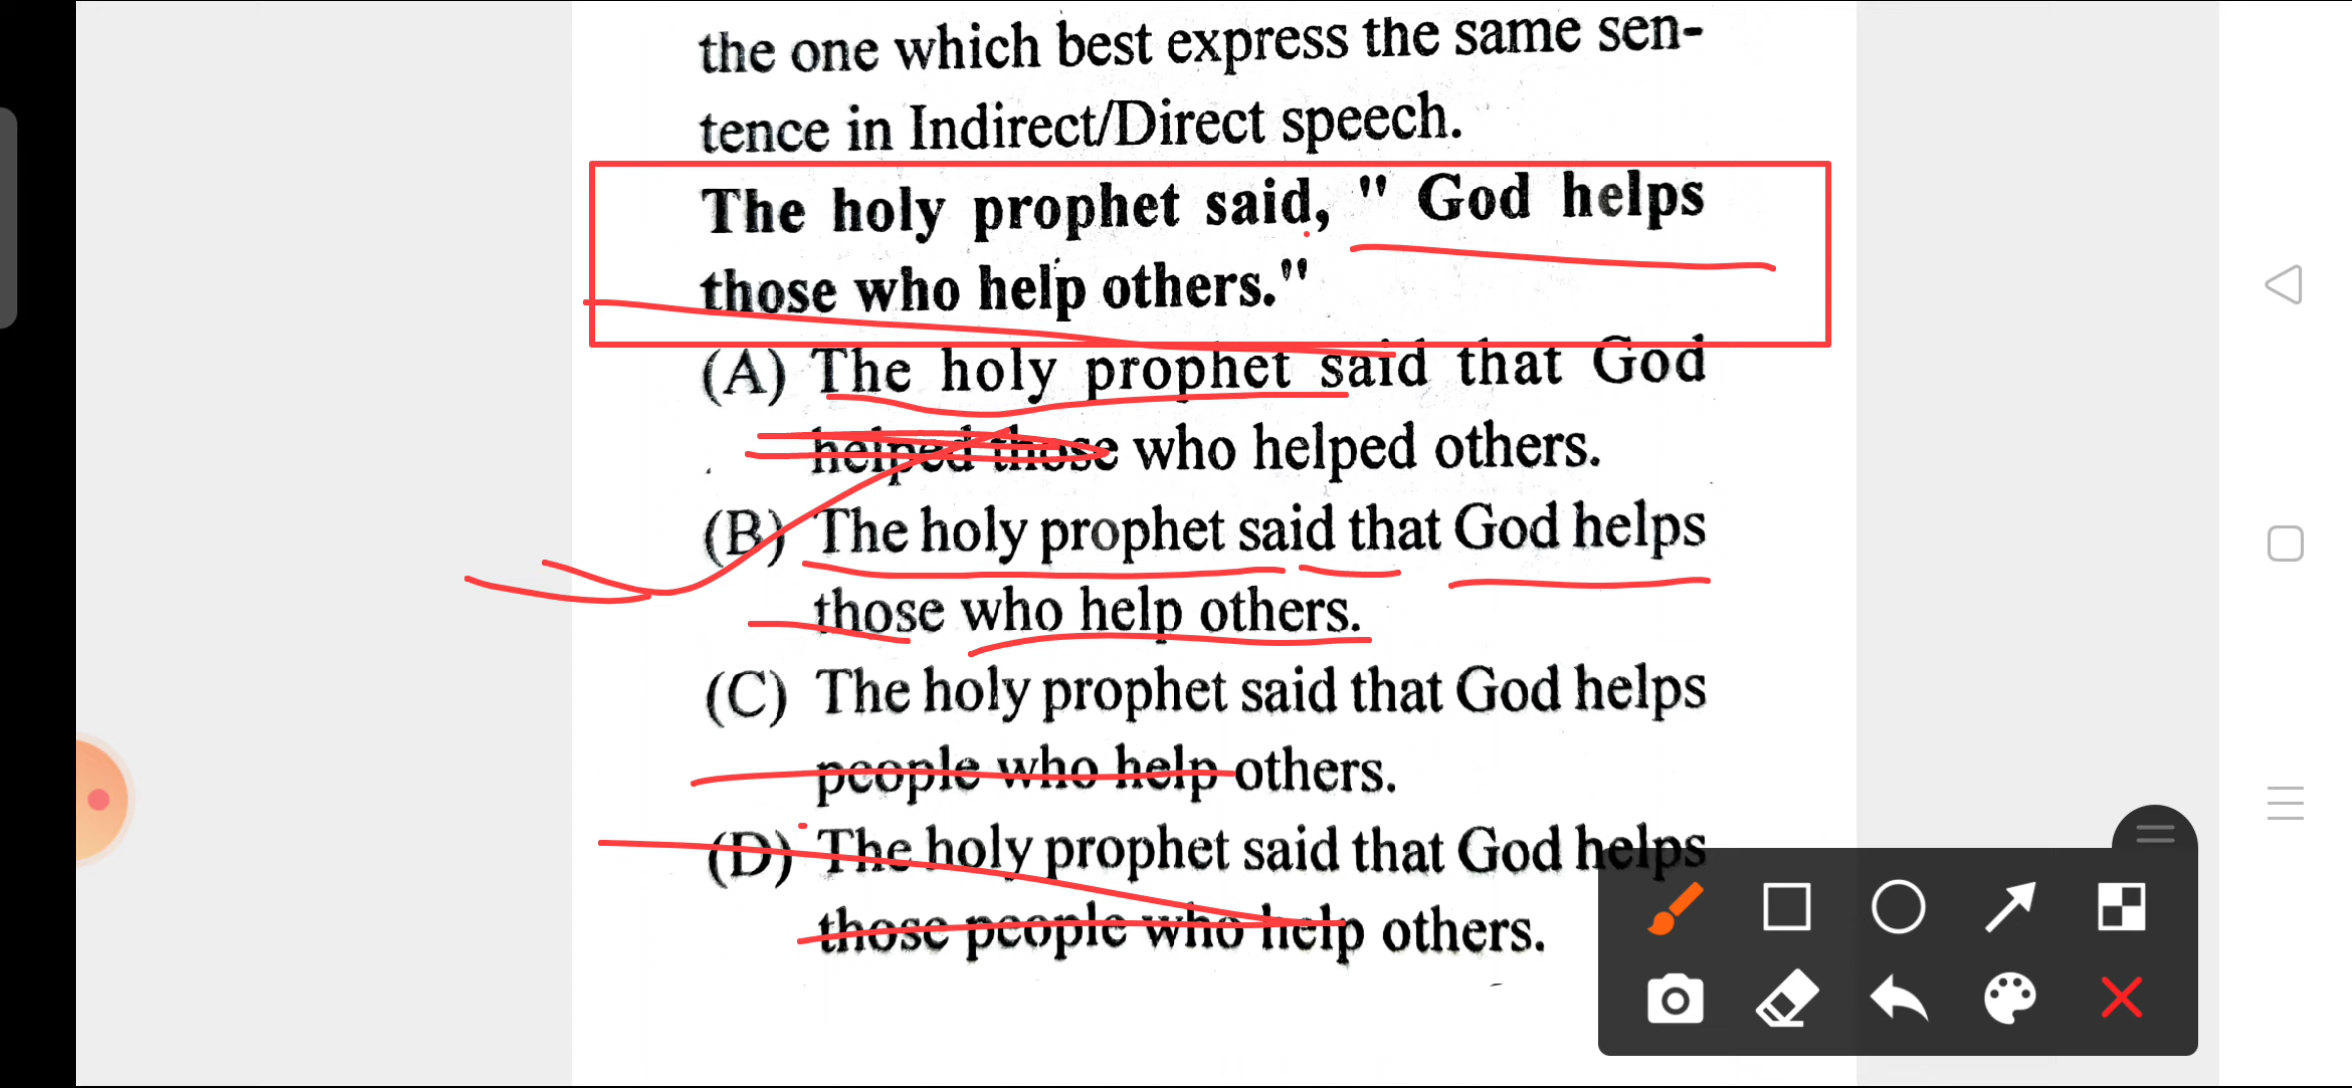 the one which best express the same sen-
tence in Indirect/Direct speech.
The holy prophet said, " God helps
those who help others."
(A) The holy prophet said that God
helped those who helped others.
(B) The holy prophet said that God helps
those who help others.
(C) The holy prophet said that God helps
people who help others.
(D) The holy prophet said that God helps
those people who help others.